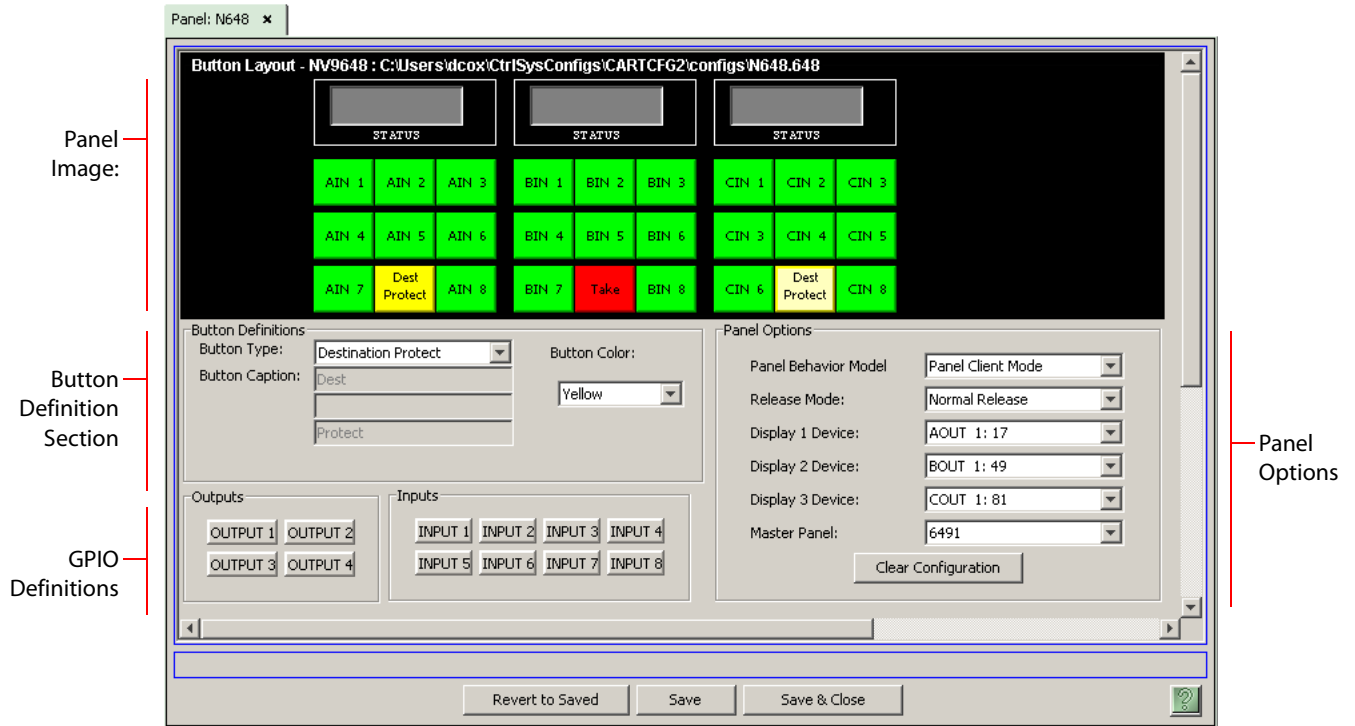 Panel: N648 ×
Button Layout - NV9648 : C:\Users\dcox\CtrlSysConfigs\CARTCFG2\configs\N648.648
STATUS STATUS STATUS
Panel
Image:
AIN 1 AIN 2 AIN 3 BIN 1 BIN 2 BIN 3 CIN 1 CIN 2 CIN 3
AIN 4 AIN 5 AIN 6 BIN 4 BIN 5 BIN 6 CIN 3 CIN 4 CIN 5
AIN 7 Dest Protect AIN 8 BIN 7 Take BIN 8 CIN 6 Dest Protect CIN 8
Button
Definition
Section
Button Definitions
Button Type: Destination Protect
Button Color:
Button Caption: Dest
Yellow
Protect
Panel Options
Panel Behavior Model Panel Client Mode
Release Mode: Normal Release
Display 1 Device: AOUT 1: 17
Display 2 Device: BOUT 1: 49
Display 3 Device: COUT 1: 81
Master Panel: 6491
Clear Configuration
Panel
Options
GPIO
Definitions
Outputs
OUTPUT 1 OUTPUT 2
OUTPUT 3 OUTPUT 4
Inputs
INPUT 1 INPUT 2 INPUT 3 INPUT 4
INPUT 5 INPUT 6 INPUT 7 INPUT 8
Revert to Saved Save Save & Close ?